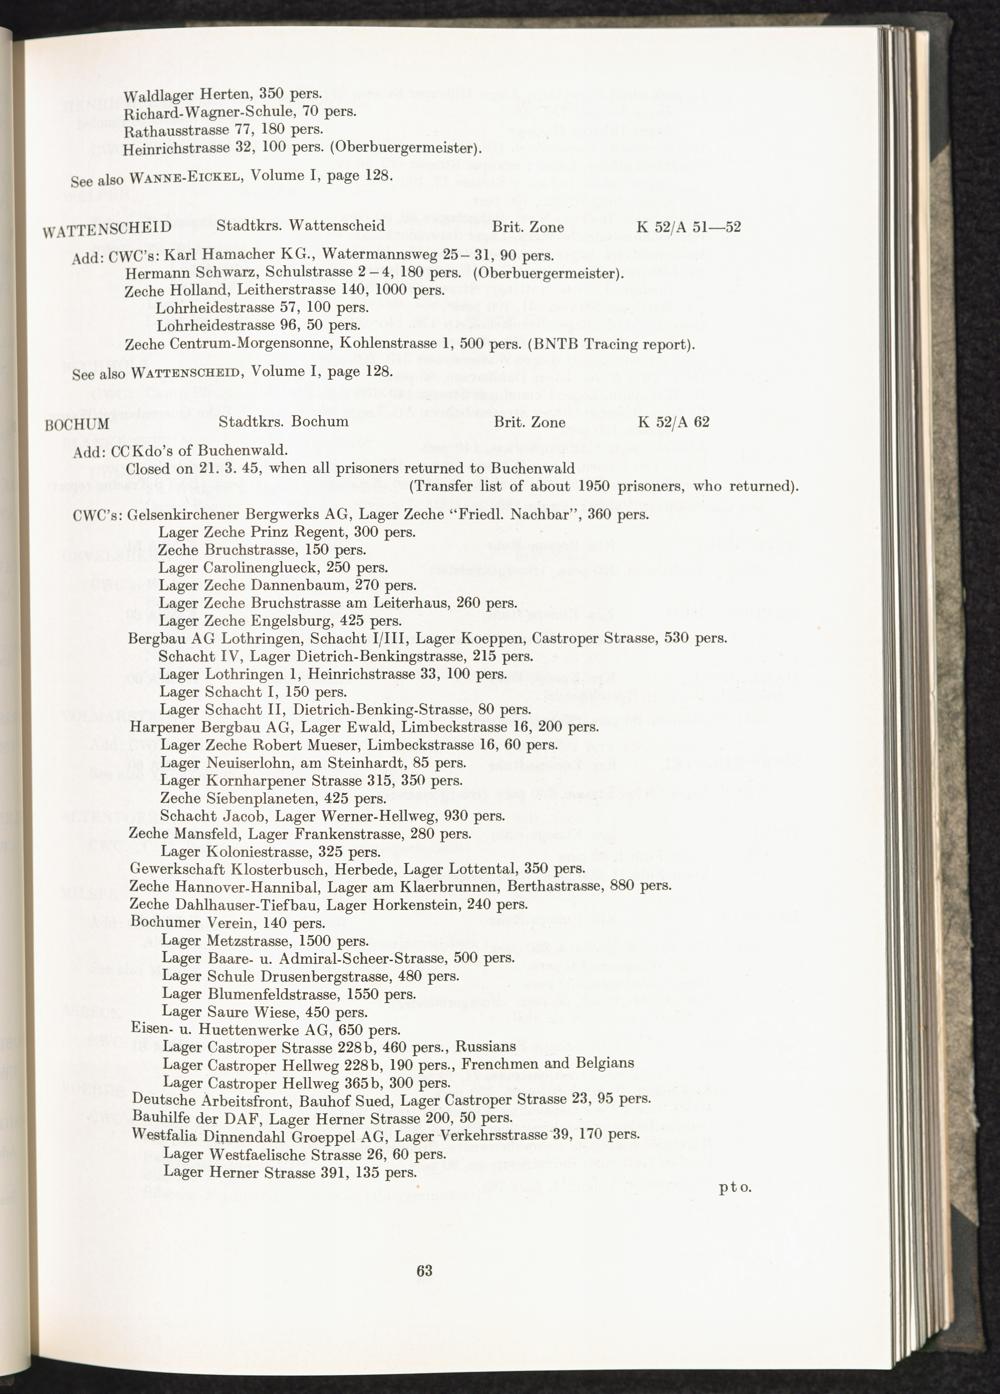 Waldlager Herten, 350 pers.
Richard-Wagner-Schule, 70 pers.
Rathausstrasse 77, 180 pers.
Heinrichstrasse 32, 100 pers. (Oberbuergermeister).
See also WANNE-EICKEL, Volume I, page 128.
WATTENSCHEID Stadtkrs. Wattenscheid Brit. Zone K 52/A 51—52
Add: CWC's: Karl Hamacher KG., Watermannsweg 25–31, 90 pers.
Hermann Schwarz, Schulstrasse 2–4, 180 pers. (Oberbuergermeister).
Zeche Holland, Leitherstrasse 140, 1000 pers.
Lohrheidestrasse 57, 100 pers.
Lohrheidestrasse 96, 50 pers.
Zeche Centrum-Morgensonne, Kohlenstrasse 1, 500 pers. (BNTB Tracing report).
See also WATTENSCHEID, Volume I, page 128.
BOCHUM Stadtkrs. Bochum Brit. Zone K 52/A 62
Add: CC Kdo's of Buchenwald.
Closed on 21. 3. 45, when all prisoners returned to Buchenwald
(Transfer list of about 1950 prisoners, who returned).
CWC's: Gelsenkirchener Bergwerks AG, Lager Zeche “Friedl. Nachbar”, 360 pers.
Lager Zeche Prinz Regent, 300 pers.
Zeche Bruchstrasse, 150 pers.
Lager Carolinenglueck, 250 pers.
Lager Zeche Dannenbaum, 270 pers.
Lager Zeche Bruchstrasse am Leiterhaus, 260 pers.
Lager Zeche Engelsburg, 425 pers.
Bergbau AG Lothringen, Schacht I/III, Lager Koeppen, Castroper Strasse, 530 pers.
Schacht IV, Lager Dietrich-Benkingstrasse, 215 pers.
Lager Lothringen 1, Heinrichstrasse 33, 100 pers.
Lager Schacht I, 150 pers.
Lager Schacht II, Dietrich-Benking-Strasse, 80 pers.
Harpener Bergbau AG, Lager Ewald, Limbeckstrasse 16, 200 pers.
Lager Zeche Robert Mueser, Limbeckstrasse 16, 60 pers.
Lager Neuiserlohn, am Steinhardt, 85 pers.
Lager Kornharpener Strasse 315, 350 pers.
Zeche Siebenplaneten, 425 pers.
Schacht Jacob, Lager Werner-Hellweg, 930 pers.
Zeche Mansfeld, Lager Frankenstrasse, 280 pers.
Lager Koloniestrasse, 325 pers.
Gewerkschaft Klosterbusch, Herbede, Lager Lottental, 350 pers.
Zeche Hannover-Hannibal, Lager am Klaerbrunnen, Berthastrasse, 880 pers.
Zeche Dahlhauser-Tiefbau, Lager Horkenstein, 240 pers.
Bochumer Verein, 140 pers.
Lager Metzstrasse, 1500 pers.
Lager Baare- u. Admiral-Scheer-Strasse, 500 pers.
Lager Schule Drusenbergstrasse, 480 pers.
Lager Blumenfeldstrasse, 1550 pers.
Lager Saure Wiese, 450 pers.
Eisen- u. Huettenwerke AG, 650 pers.
Lager Castroper Strasse 228b, 460 pers., Russians
Lager Castroper Hellweg 228b, 190 pers., Frenchmen and Belgians
Lager Castroper Hellweg 365b, 300 pers.
Deutsche Arbeitsfront, Bauhof Sued, Lager Castroper Strasse 23, 95 pers.
Bauhilfe der DAF, Lager Herner Strasse 200, 50 pers.
Westfalia Dinnendahl Groeppel AG, Lager Verkehrsstrasse 39, 170 pers.
Lager Westfaelische Strasse 26, 60 pers.
Lager Herner Strasse 391, 135 pers.
pto.
63